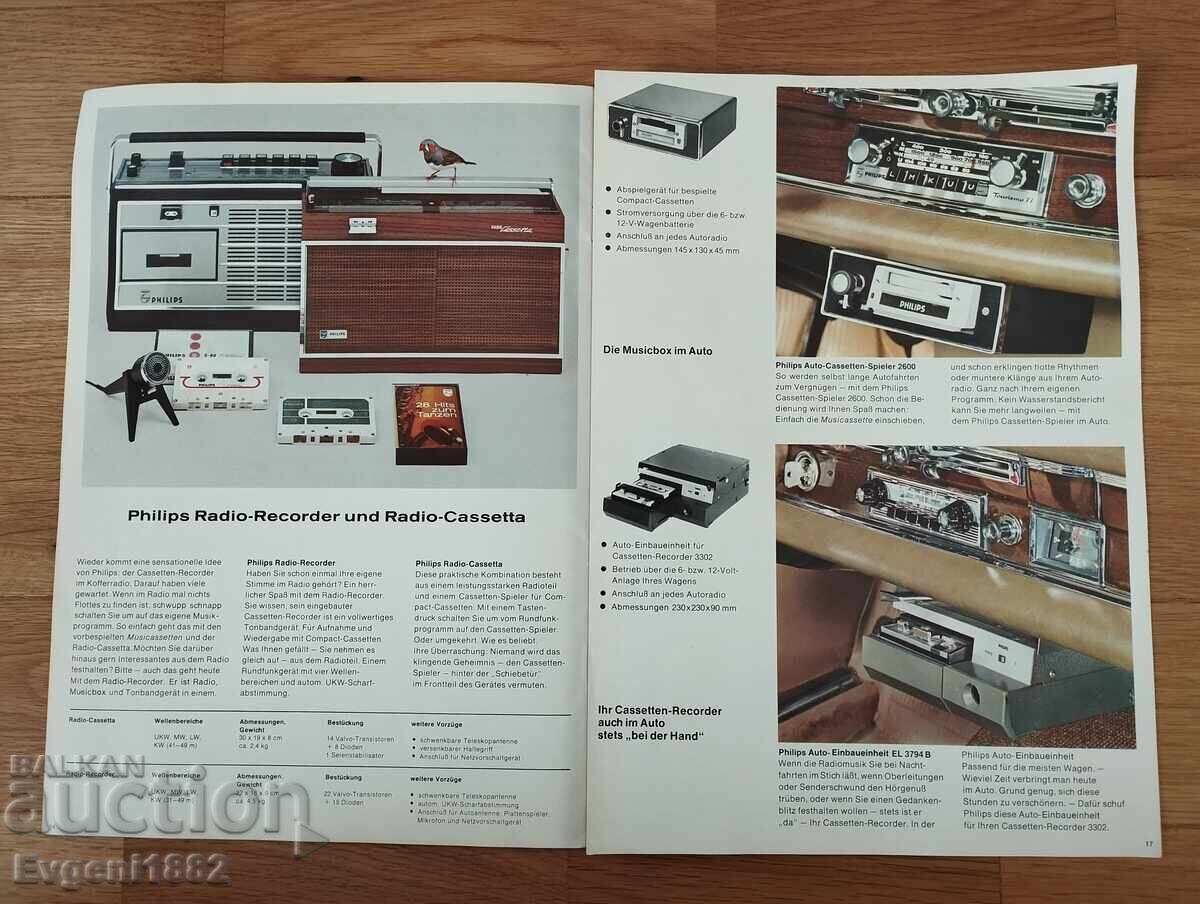 PHILIPS
Cassetta
PHILIPS
PHILIPS
28 Hits
zum
Tanzen
Philips Radio-Recorder und Radio-Cassetta
Wieder kommt eine sensationelle Idee
von Philips: der Cassetten-Recorder
im Kofferradio. Darauf haben viele
gewartet. Wenn im Radio mal nichts
Flottes zu finden ist: schwupp schnapp
schalten Sie um auf das eigene Musik-
programm. So einfach geht das mit den
vorbespielten Musicassetten und der
Radio-Cassetta. Möchten Sie darüber
hinaus gern Interessantes aus dem Radio
festhalten? Bitte – auch das geht heute.
Mit dem Radio-Recorder. Er ist Radio,
Musicbox und Tonbandgerät in einem.
Philips Radio-Recorder
Haben Sie schon einmal Ihre eigene
Stimme im Radio gehört? Ein herr-
licher Spaß mit dem Radio-Recorder.
Sie wissen, sein eingebauter
Cassetten-Recorder ist ein vollwertiges
Tonbandgerät. Für Aufnahme und
Wiedergabe mit Compact-Cassetten.
Was Ihnen gefällt – Sie nehmen es
gleich auf – aus dem Radioteil. Einem
Rundfunkgerät mit vier Wellen-
bereichen und autom. UKW-Scharf-
abstimmung.
Philips Radio-Cassetta
Diese praktische Kombination besteht
aus einem leistungsstarken Radioteil
und einem Cassetten-Spieler für Com-
pact-Cassetten. Mit einem Tasten-
druck schalten Sie um vom Rundfunk-
programm auf den Cassetten-Spieler.
Oder umgekehrt. Wie es beliebt.
Ihre Überraschung: Niemand wird das
klingende Geheimnis – den Cassetten-
Spieler – hinter der „Schiebetür"
im Frontteil des Gerätes vermuten.
Radio-Cassetta
Wellenbereiche
UKW, MW, LW,
KW (41–49 m)
Abmessungen,
Gewicht
30 x 19 x 8 cm
ca. 2,4 kg
Bestückung
14 Valvo-Transistoren
+ 8 Dioden
1 Selenstabilisator
weitere Vorzüge
● schwenkbare Teleskopantenne
● versenkbarer Haltegriff
● Anschluß für Netzvorschaltgerät
Radio-Recorder
Wellenbereiche
UKW, MW, LW,
KW (31–49 m)
Abmessungen,
Gewicht
ca. 4,5 kg
Bestückung
22 Valvo-Transistoren
weitere Vorzüge
● schwenkbare Teleskopantenne
● autom. UKW-Scharfabstimmung
● Anschluß für Autoantenne, Plattenspieler,
Mikrofon und Netzvorschaltgerät
● Abspielgerät für bespielte
Compact-Cassetten
● Stromversorgung über die 6- bzw.
12-V-Wagenbatterie
● Anschluß an jedes Autoradio
● Abmessungen 145 x 130 x 45 mm
Die Musicbox im Auto
PHILIPS
L M K U U
PHILIPS
Philips Auto-Cassetten-Spieler 2600
So werden selbst lange Autofahrten
zum Vergnügen – mit dem Philips
Cassetten-Spieler 2600. Schon die Be-
dienung wird Ihnen Spaß machen:
Einfach die Musicassette einschieben,
und schon erklingen flotte Rhythmen
oder muntere Klänge aus Ihrem Auto-
radio. Ganz nach Ihrem eigenen
Programm. Kein Wasserstandsbericht
kann Sie mehr langweilen – mit
dem Philips Cassetten-Spieler im Auto.
● Auto-Einbaueinheit für
Cassetten-Recorder 3302
● Betrieb über die 6- bzw. 12-Volt-
Anlage Ihres Wagens
● Anschluß an jedes Autoradio
● Abmessungen 230x230x90 mm
Ihr Cassetten-Recorder
auch im Auto
stets „bei der Hand"
Philips Auto- Einbaueinheit EL 3794 B
Wenn die Radiomusik Sie bei Nacht-
fahrten im Stich läßt, wenn Oberleitungen
oder Senderschwund den Hörgenuß
trüben, oder wenn Sie einen Gedanken-
blitz festhalten wollen – stets er
„da" – Ihr Cassetten-Recorder. In der
Philips Auto-Einbaueinheit
Passend für die meisten Wagen. –
Wieviel Zeit verbringt man heute
im Auto. Grund genug, sich diese
Stunden zu verschönern. – Dafür schuf
Philips diese Auto-Einbaueinheit
für Ihren Cassetten-Recorder 3302.
17
BALKAN
auction
Evgeni1882